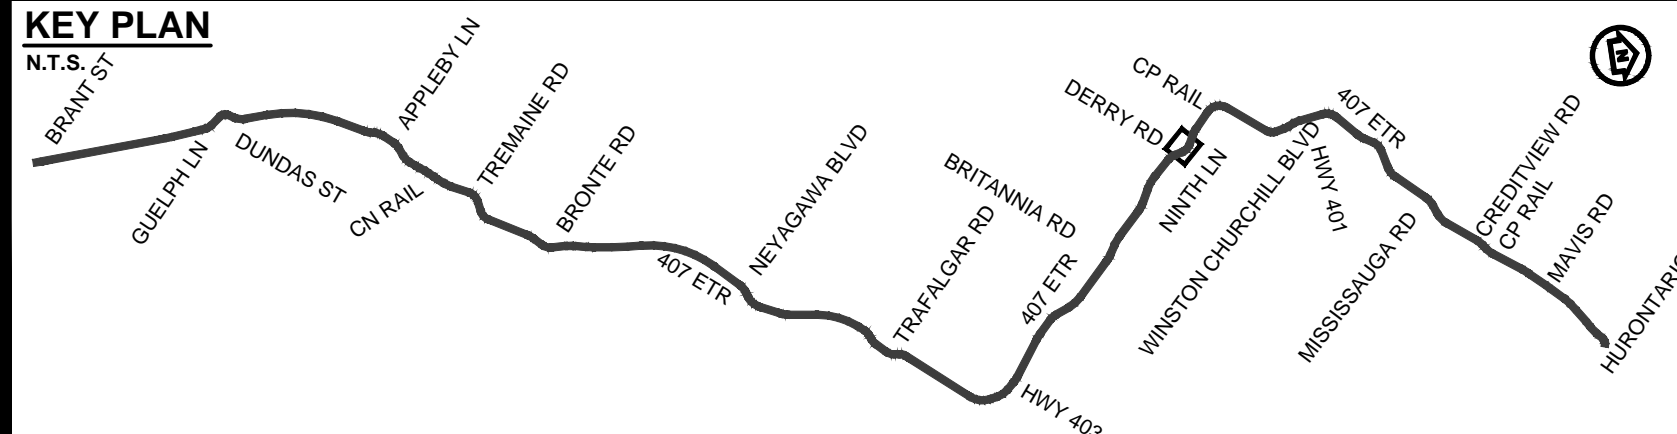 KEY PLAN
N.T.S.
BRANT ST
GUELPH LN
DUNDAS ST
CN RAIL
APPLEBY LN
TREMAINE RD
BRONTE RD
407 ETR
NEYAGAWA BLVD
TRAFALGAR RD
HWY 403
407 ETR
BRITANNIA RD
DERRY RD
CP RAIL
NINTH LN
WINSTON CHURCHILL BLVD
HWY 401
407 ETR
MISSISSAUGA RD
CREDITVIEW RD
CP RAIL
MAVIS RD
N